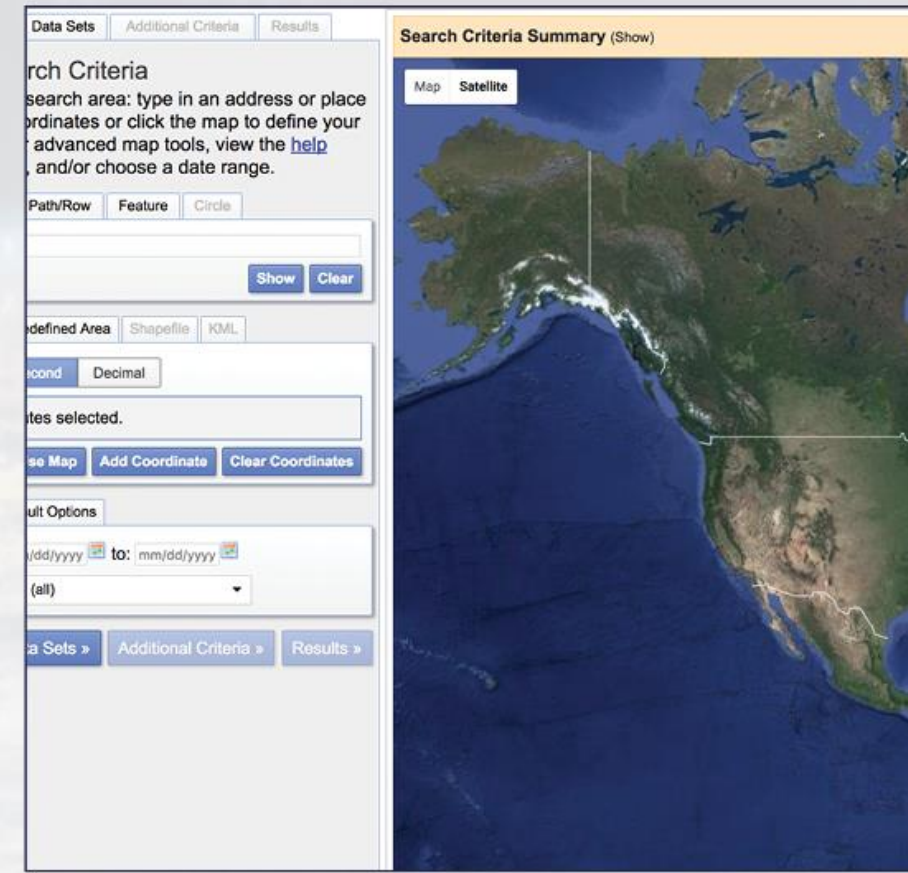 Data Sets Additional Criteria Results
rch Criteria
search area: type in an address or place
ordinates or click the map to define your
advanced map tools, view the help
, and/or choose a date range.
Path/Row Feature Circle
Show Clear
edefined Area Shapefile KML
econd Decimal
tes selected.
se Map Add Coordinate Clear Coordinates
ult Options
/dd/yyyy to: mm/dd/yyyy
(all)
a Sets » Additional Criteria » Results »
Search Criteria Summary (Show)
Map Satellite